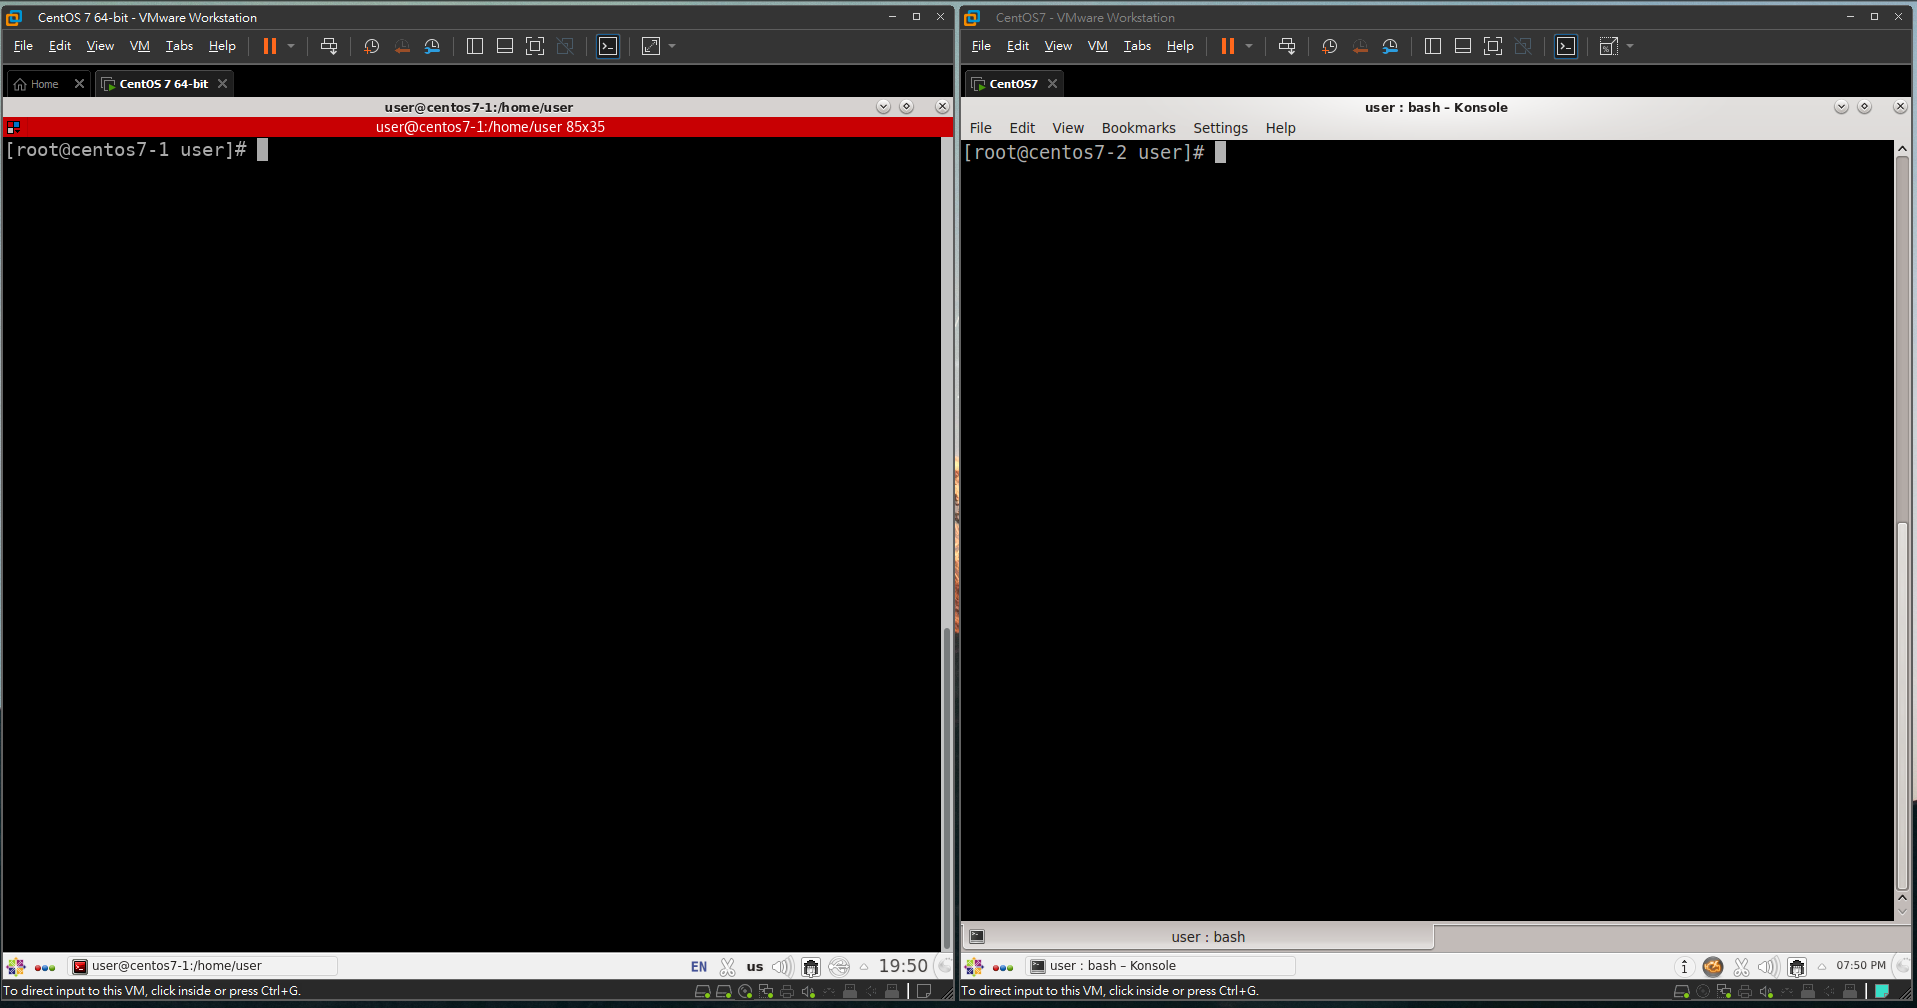 CentOS 7 64-bit - VMware Workstation
File Edit View VM Tabs Help
Home CentOS 7 64-bit
user@centos7-1:/home/user
user@centos7-1:/home/user 85x35
[root@centos7-1 user]#
user@centos7-1:/home/user EN us 19:50
To direct input to this VM, click inside or press Ctrl+G.
CentOS7 - VMware Workstation
File Edit View VM Tabs Help
CentOS7
user : bash – Konsole
File Edit View Bookmarks Settings Help
[root@centos7-2 user]#
user : bash
user : bash – Konsole 07:50 PM
To direct input to this VM, click inside or press Ctrl+G.